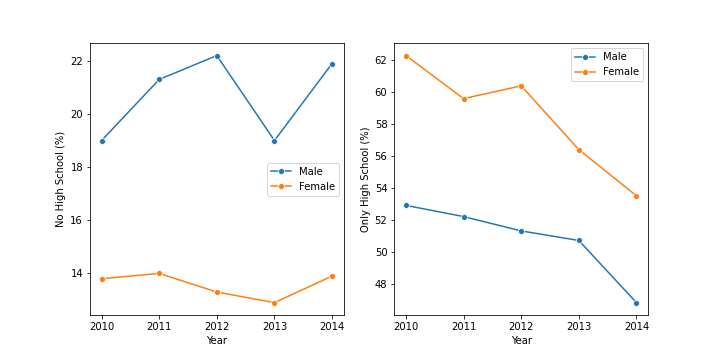 No High School (%)
22
20
18
16
14
Male
Female
2010 2011 2012 2013 2014
Year
Only High School (%)
62
60
58
56
54
52
50
48
Male
Female
2010 2011 2012 2013 2014
Year